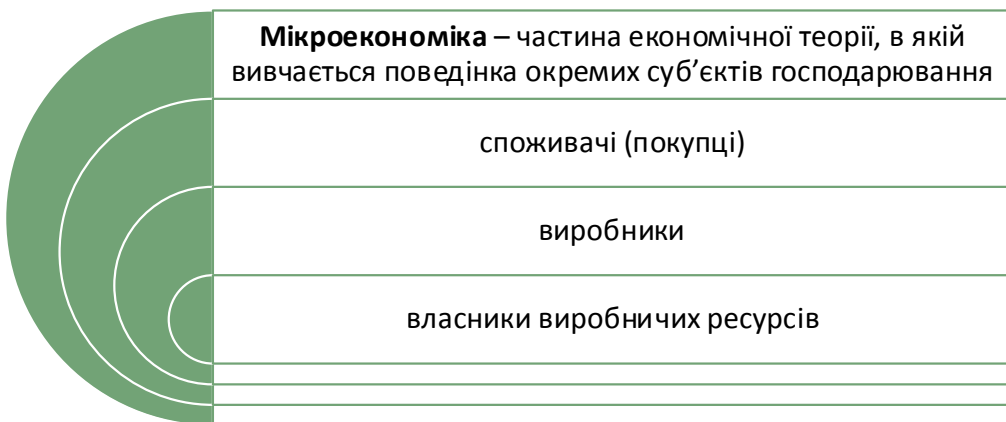 Мікроекономіка – частина економічної теорії, в якій
вивчається поведінка окремих суб’єктів господарювання
споживачі (покупці)
виробники
власники виробничих ресурсів